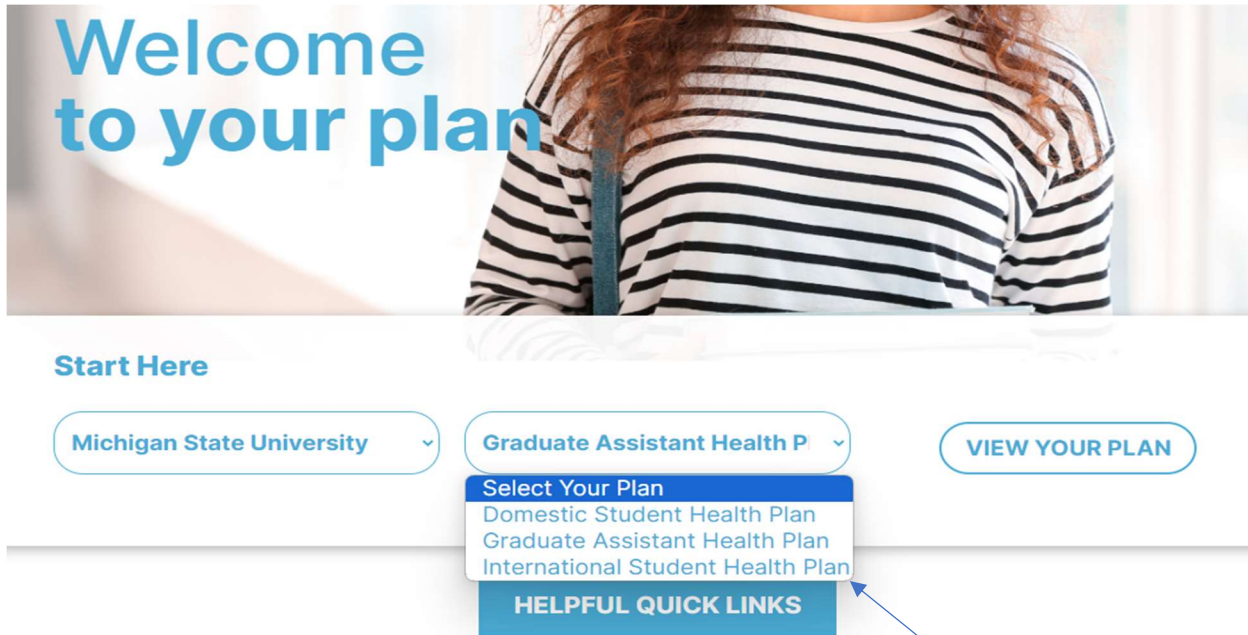 Welcome
to your plan
Start Here
Michigan State University
Graduate Assistant Health P
VIEW YOUR PLAN
Select Your Plan
Domestic Student Health Plan
Graduate Assistant Health Plan
International Student Health Plan
HELPFUL QUICK LINKS